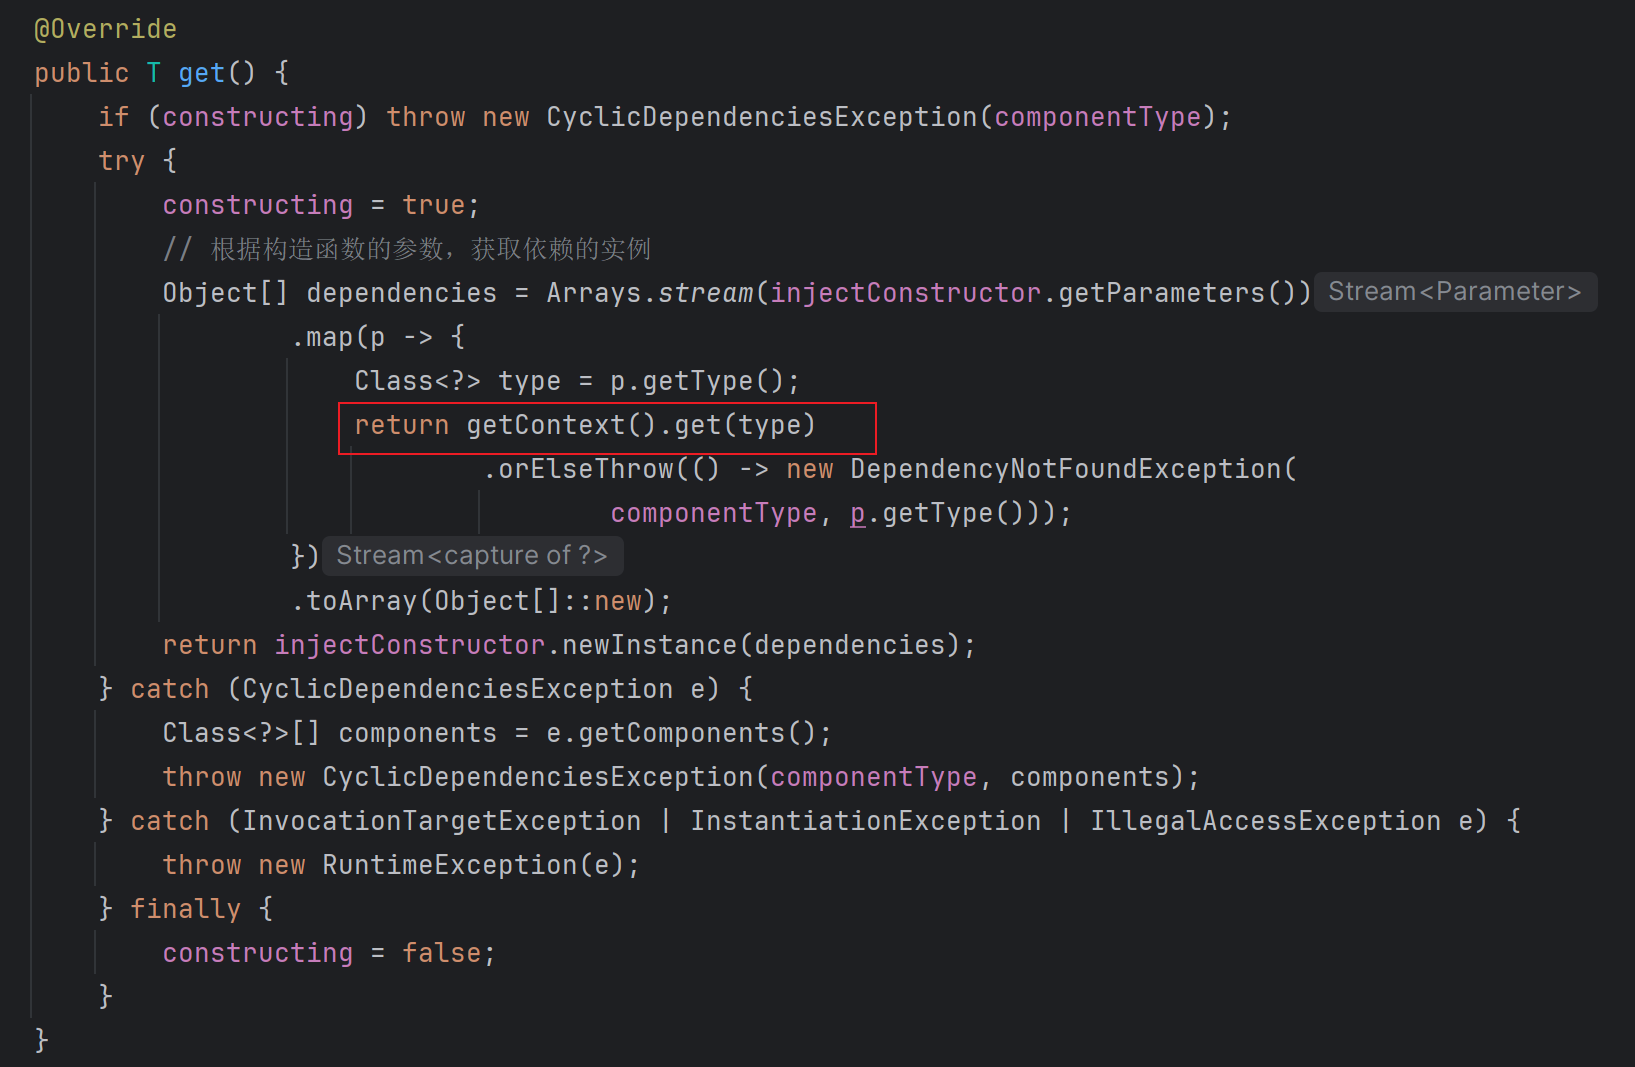 @Override
public T get() {
if (constructing) throw new CyclicDependenciesException(componentType);
try {
constructing = true;
// 根据构造函数的参数，获取依赖的实例
Object[] dependencies = Arrays.stream(injectConstructor.getParameters()) Stream<Parameter>
.map(p -> {
Class<?> type = p.getType();
return getContext().get(type)
.orElseThrow(() -> new DependencyNotFoundException(
componentType, p.getType()));
}) Stream<capture of ?>
.toArray(Object[]::new);
return injectConstructor.newInstance(dependencies);
} catch (CyclicDependenciesException e) {
Class<?>[] components = e.getComponents();
throw new CyclicDependenciesException(componentType, components);
} catch (InvocationTargetException | InstantiationException | IllegalAccessException e) {
throw new RuntimeException(e);
} finally {
constructing = false;
}
}